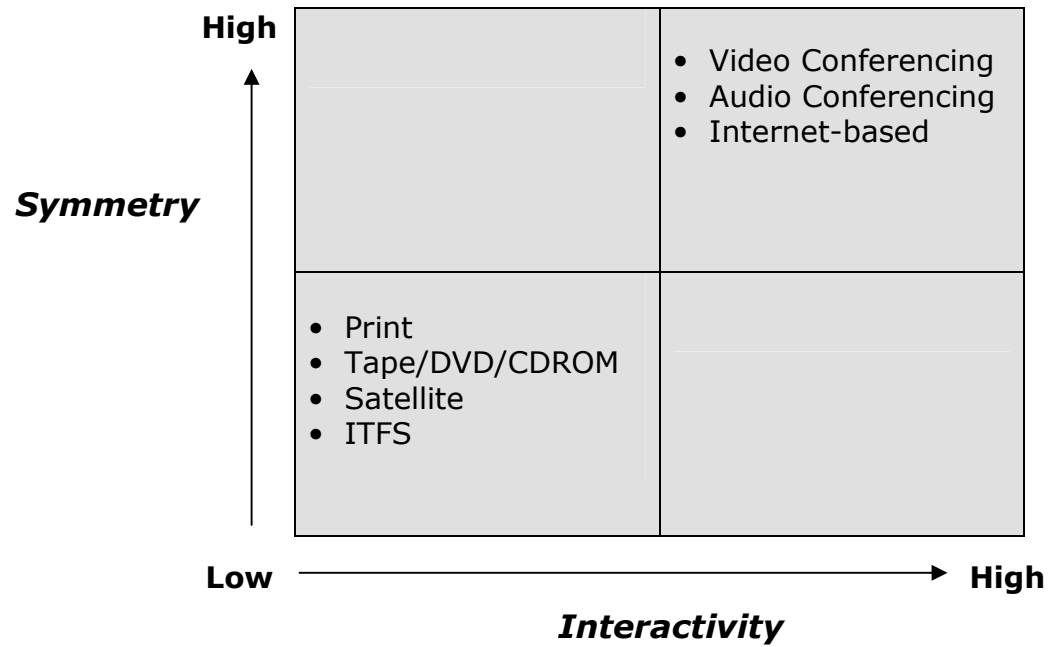 High
• Video Conferencing
• Audio Conferencing
• Internet-based
Symmetry
• Print
• Tape/DVD/CDROM
• Satellite
• ITFS
Low
High
Interactivity